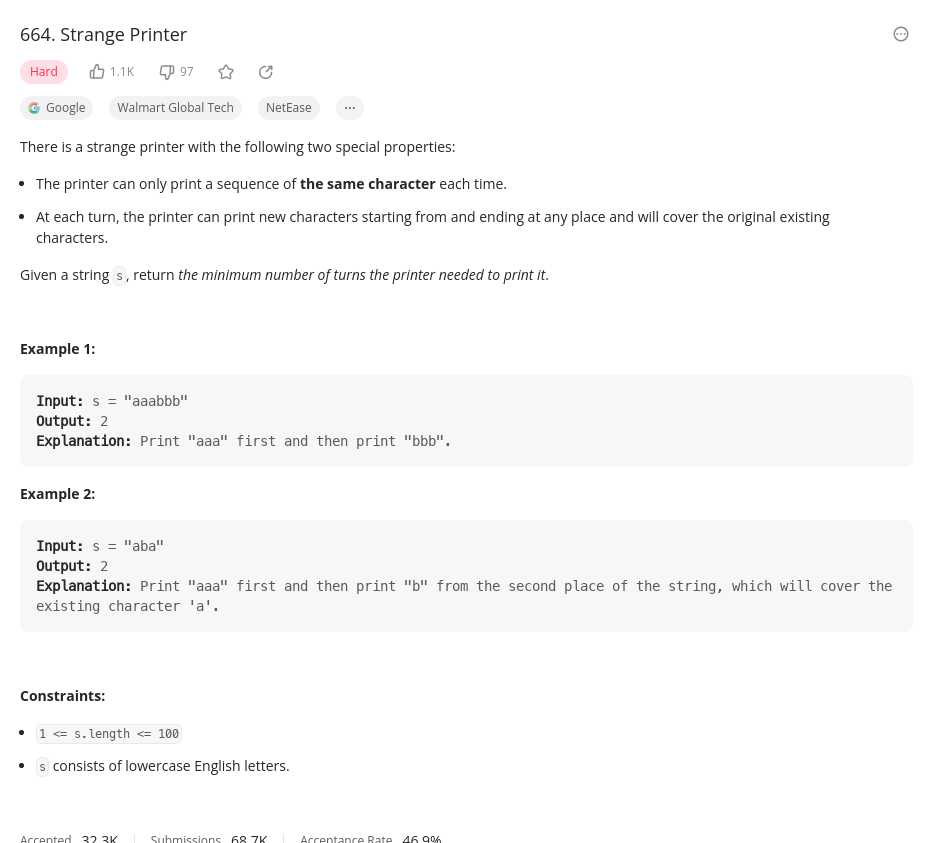 664. Strange Printer
Hard 1.1K 97
Google Walmart Global Tech NetEase ...
There is a strange printer with the following two special properties:
• The printer can only print a sequence of the same character each time.
• At each turn, the printer can print new characters starting from and ending at any place and will cover the original existing
characters.
Given a string s, return the minimum number of turns the printer needed to print it.
Example 1:
Input: s = "aaabbb"
Output: 2
Explanation: Print "aaa" first and then print "bbb".
Example 2:
Input: s = "aba"
Output: 2
Explanation: Print "aaa" first and then print "b" from the second place of the string, which will cover the
existing character 'a'.
Constraints:
• 1 <= s.length <= 100
• s consists of lowercase English letters.
Accepted 32.3K Submissions 68.7K Acceptance Rate 46.9%